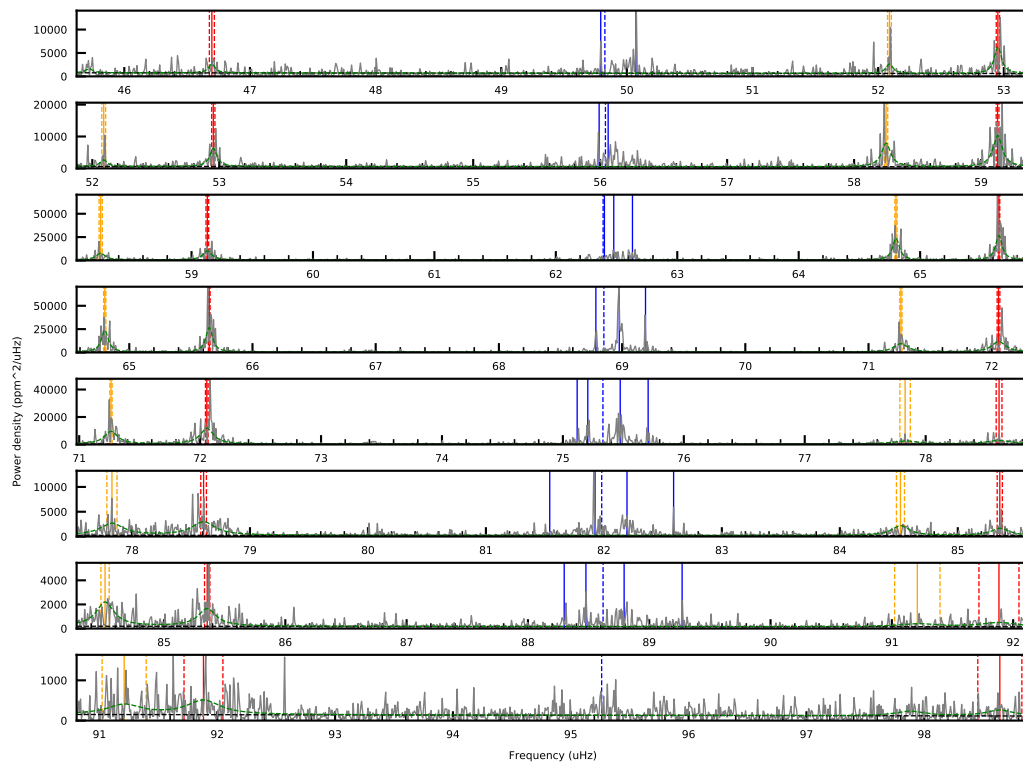 10000
5000
0
46 47 48 49 50 51 52 53
20000
10000
0
52 53 54 55 56 57 58 59
50000
25000
0
59 60 61 62 63 64 65
50000
25000
0
65 66 67 68 69 70 71 72
40000
20000
0
71 72 73 74 75 76 77 78
10000
5000
0
78 79 80 81 82 83 84 85
4000
2000
0
85 86 87 88 89 90 91 92
1000
0
91 92 93 94 95 96 97 98
Power density (ppm^2/uHz)
Frequency (uHz)